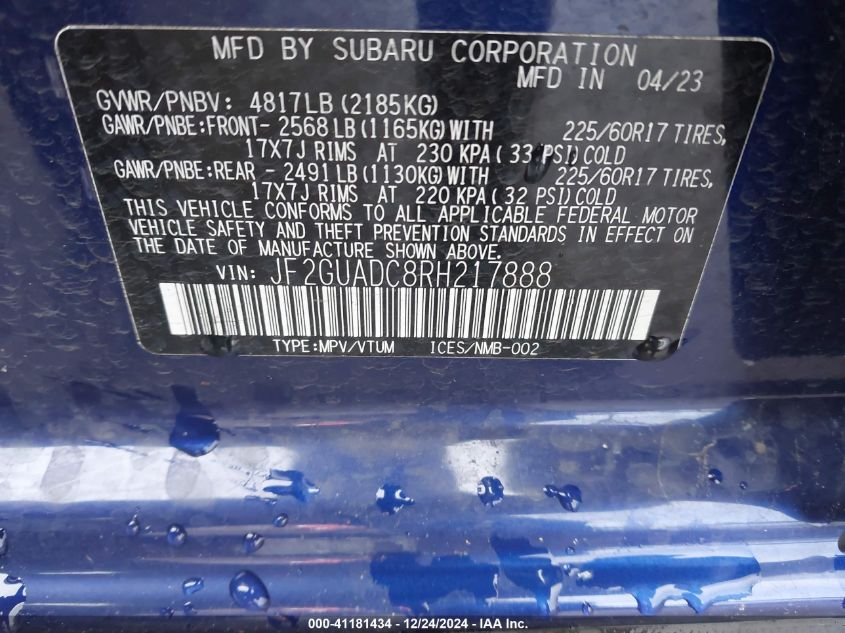 MFD BY SUBARU CORPORATION
MFD IN 04/23
GVWR/PNBV: 4817LB (2185KG)
GAWR/PNBE:FRONT- 2568LB(1165KG)WITH 225/60R17 TIRES,
17X7J RIMS AT 230 KPA( 33 PSI)COLD
GAWR/PNBE:REAR - 2491LB(1130KG)WITH 225/60R17 TIRES,
17X7J RIMS AT 220 KPA( 32 PSI)COLD
THIS VEHICLE CONFORMS TO ALL APPLICABLE FEDERAL MOTOR
VEHICLE SAFETY AND THEFT PREVENTION STANDARDS IN EFFECT ON
THE DATE OF MANUFACTURE SHOWN ABOVE.
VIN: JF2GUADC8RH217888
TYPE:MPV/VTUM ICES/NMB-002
000-41181434 - 12/24/2024 - IAA Inc.